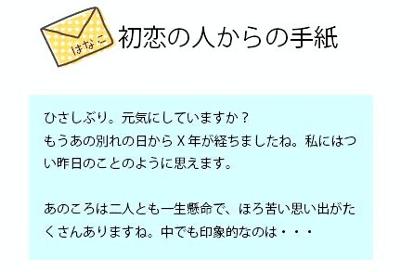 はなこ
初恋の人からの手紙
ひさしぶり。元気にしていますか？
もうあの別れの日からX年が経ちましたね。私にはつ
い昨日のことのように思えます。
あのころは二人とも一生懸命で、ほろ苦い思い出がた
くさんありますね。中でも印象的なのは・・・